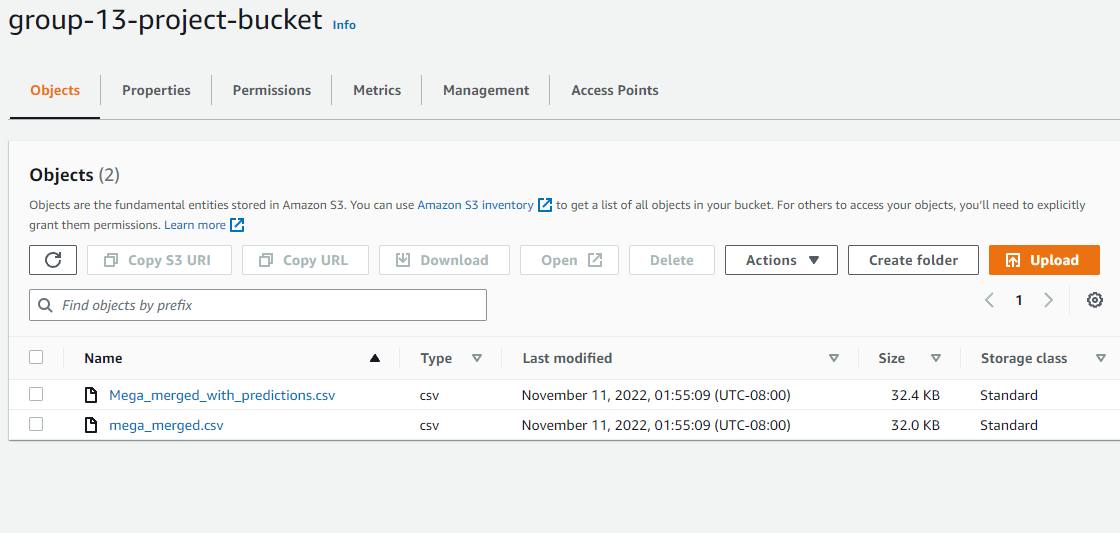 group-13-project-bucket Info
Objects Properties Permissions Metrics Management Access Points
Objects (2)
Objects are the fundamental entities stored in Amazon S3. You can use Amazon S3 inventory to get a list of all objects in your bucket. For others to access your objects, you'll need to explicitly
grant them permissions. Learn more
Copy S3 URI Copy URL Download Open Delete Actions Create folder Upload
Find objects by prefix 1
Name Type Last modified Size Storage class
Mega_merged_with_predictions.csv csv November 11, 2022, 01:55:09 (UTC-08:00) 32.4 KB Standard
mega_merged.csv csv November 11, 2022, 01:55:09 (UTC-08:00) 32.0 KB Standard